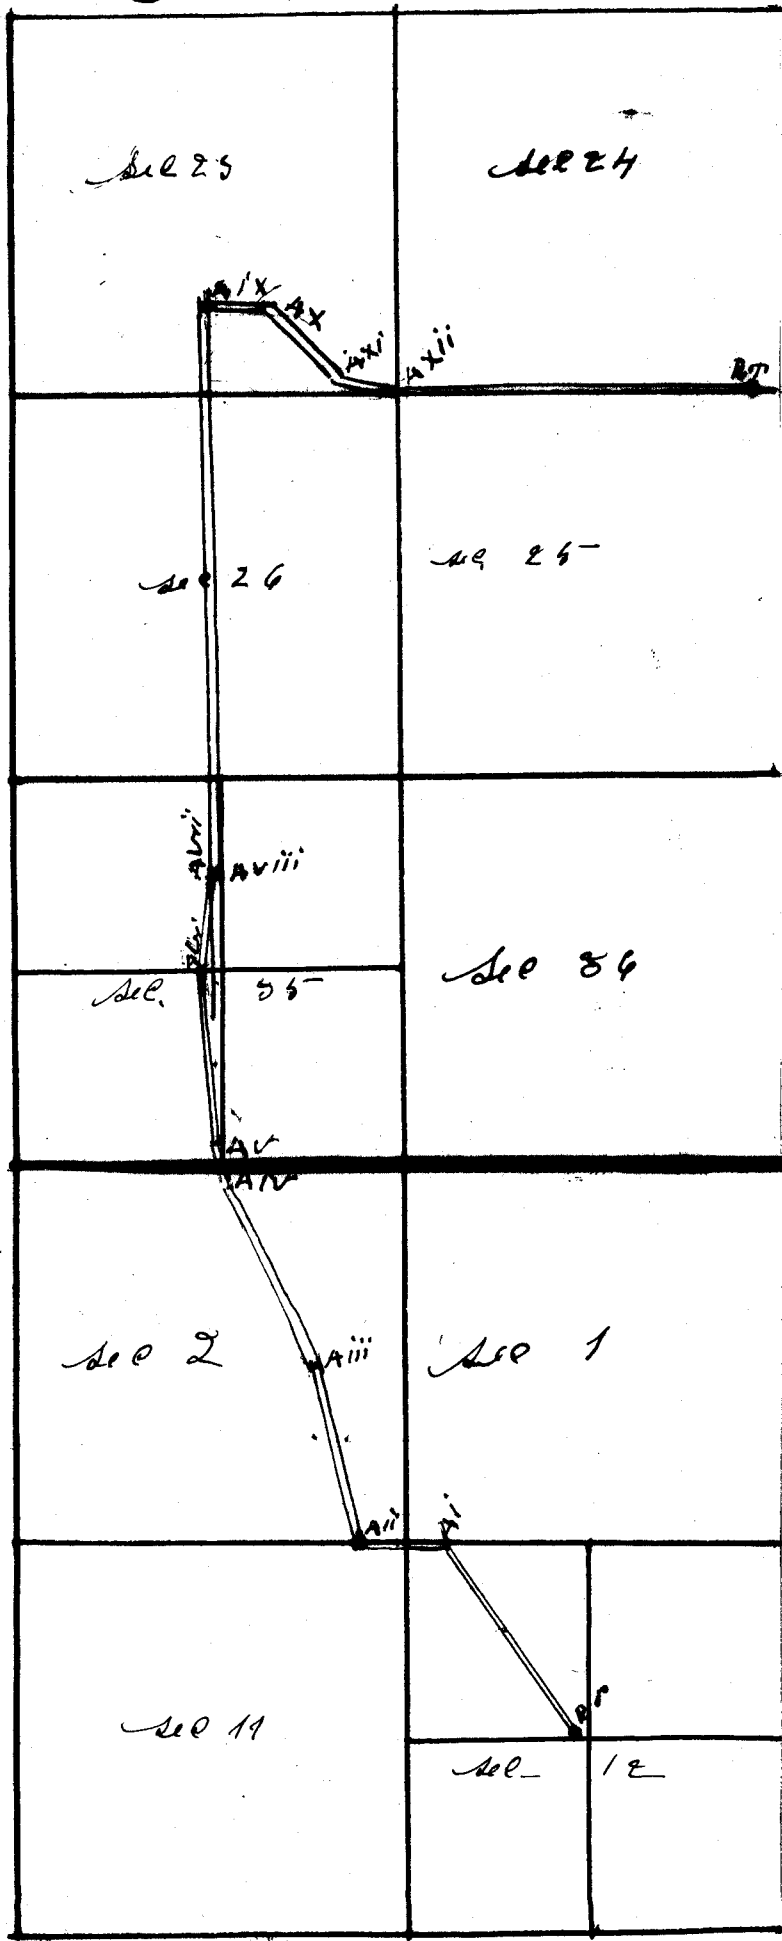 Sec 23
Sec 24
A ix
A x
A xi
A xii
B T
Sec 26
Sec 25
A vii
A viii
Sec 35
Sec 36
A v
A iv
Sec 2
A iii
Sec 1
A ii
A i
Sec 11
Sec 12